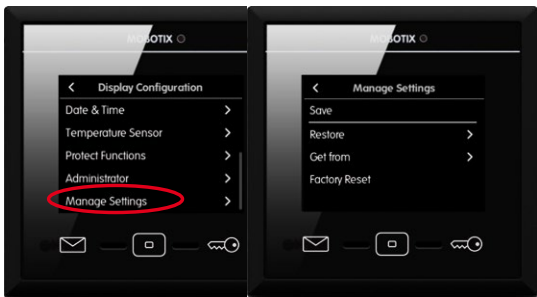 MOBOTIX
Display Configuration
Date & Time
Temperature Sensor
Protect Functions
Administrator
Manage Settings
MOBOTIX
Manage Settings
Save
Restore
Get from
Factory Reset